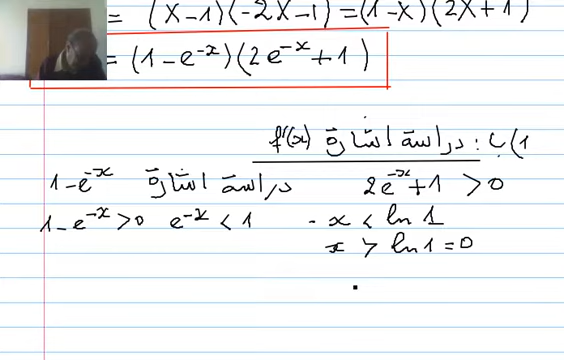 = (X-1)(-2X-1) = (1-X)(2X+1)
= (1-e^{-x})(2e^{-x}+1)
1) ب: دراسة اشارة f'(x)
2e^{-x}+1 > 0 دراسة اشارة 1-e^{-x}
1-e^{-x}>0 e^{-x}<1 -x < ln 1
x > ln 1 = 0